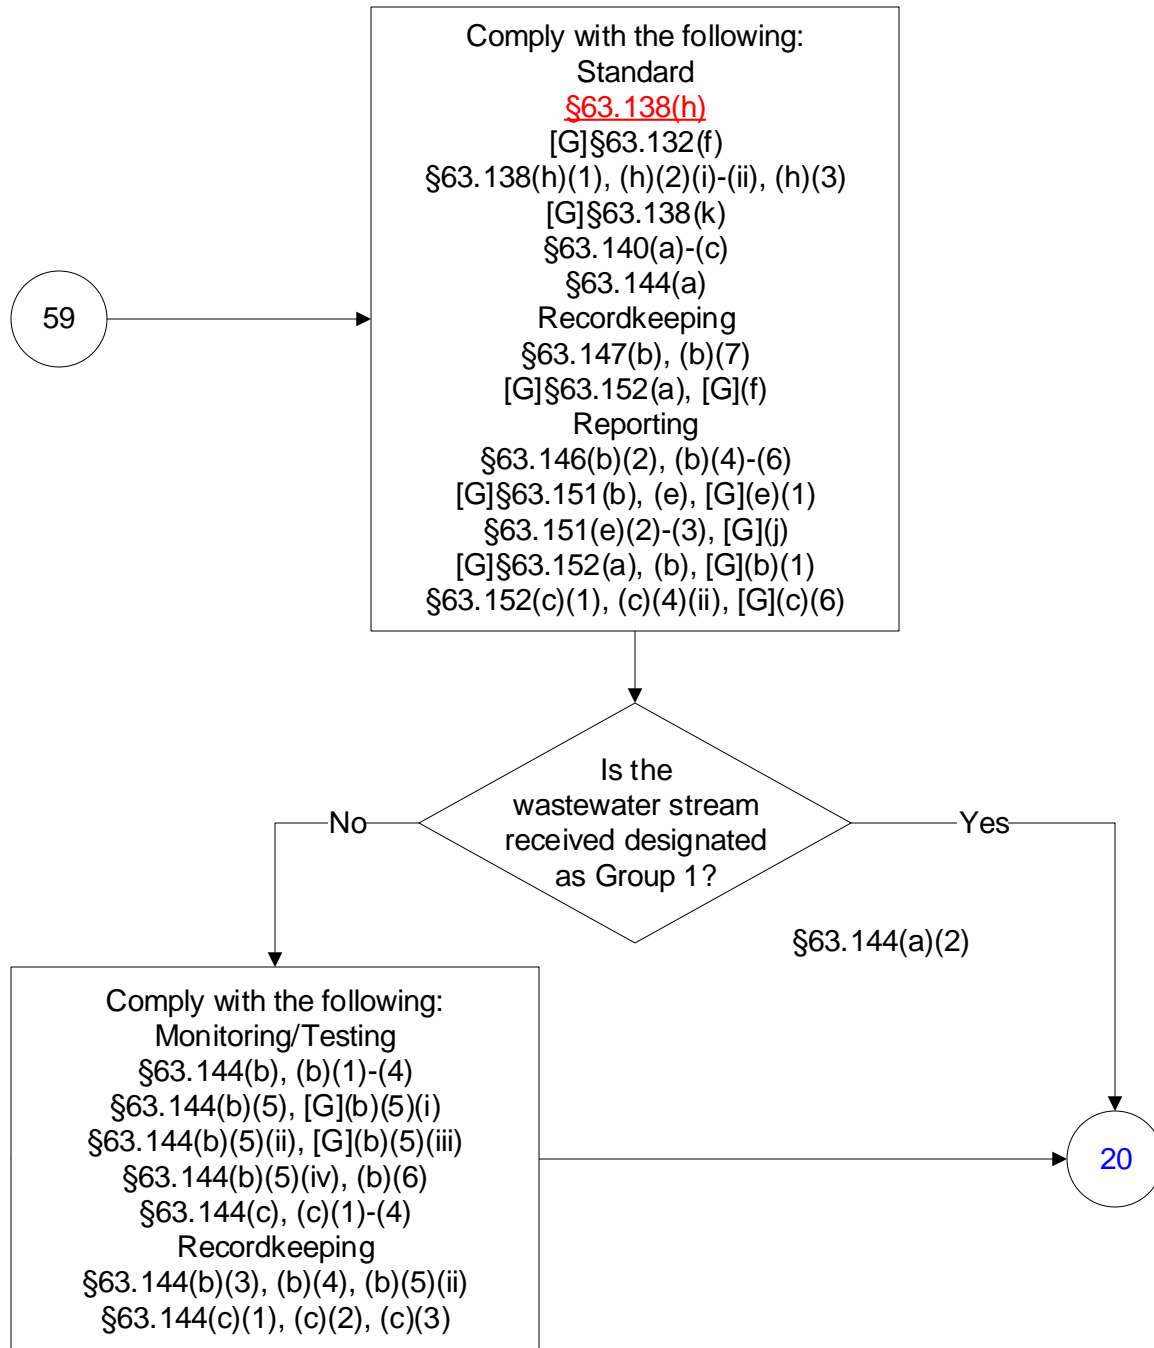 Comply with the following:
Standard
§63.138(h)
[G]§63.132(f)
§63.138(h)(1), (h)(2)(i)-(ii), (h)(3)
[G]§63.138(k)
§63.140(a)-(c)
§63.144(a)
Recordkeeping
§63.147(b), (b)(7)
[G]§63.152(a), [G](f)
Reporting
§63.146(b)(2), (b)(4)-(6)
[G]§63.151(b), (e), [G](e)(1)
§63.151(e)(2)-(3), [G](j)
[G]§63.152(a), (b), [G](b)(1)
§63.152(c)(1), (c)(4)(ii), [G](c)(6)
59
Is the
wastewater stream
received designated
as Group 1?
No
Yes
§63.144(a)(2)
Comply with the following:
Monitoring/Testing
§63.144(b), (b)(1)-(4)
§63.144(b)(5), [G](b)(5)(i)
§63.144(b)(5)(ii), [G](b)(5)(iii)
§63.144(b)(5)(iv), (b)(6)
§63.144(c), (c)(1)-(4)
Recordkeeping
§63.144(b)(3), (b)(4), (b)(5)(ii)
§63.144(c)(1), (c)(2), (c)(3)
20